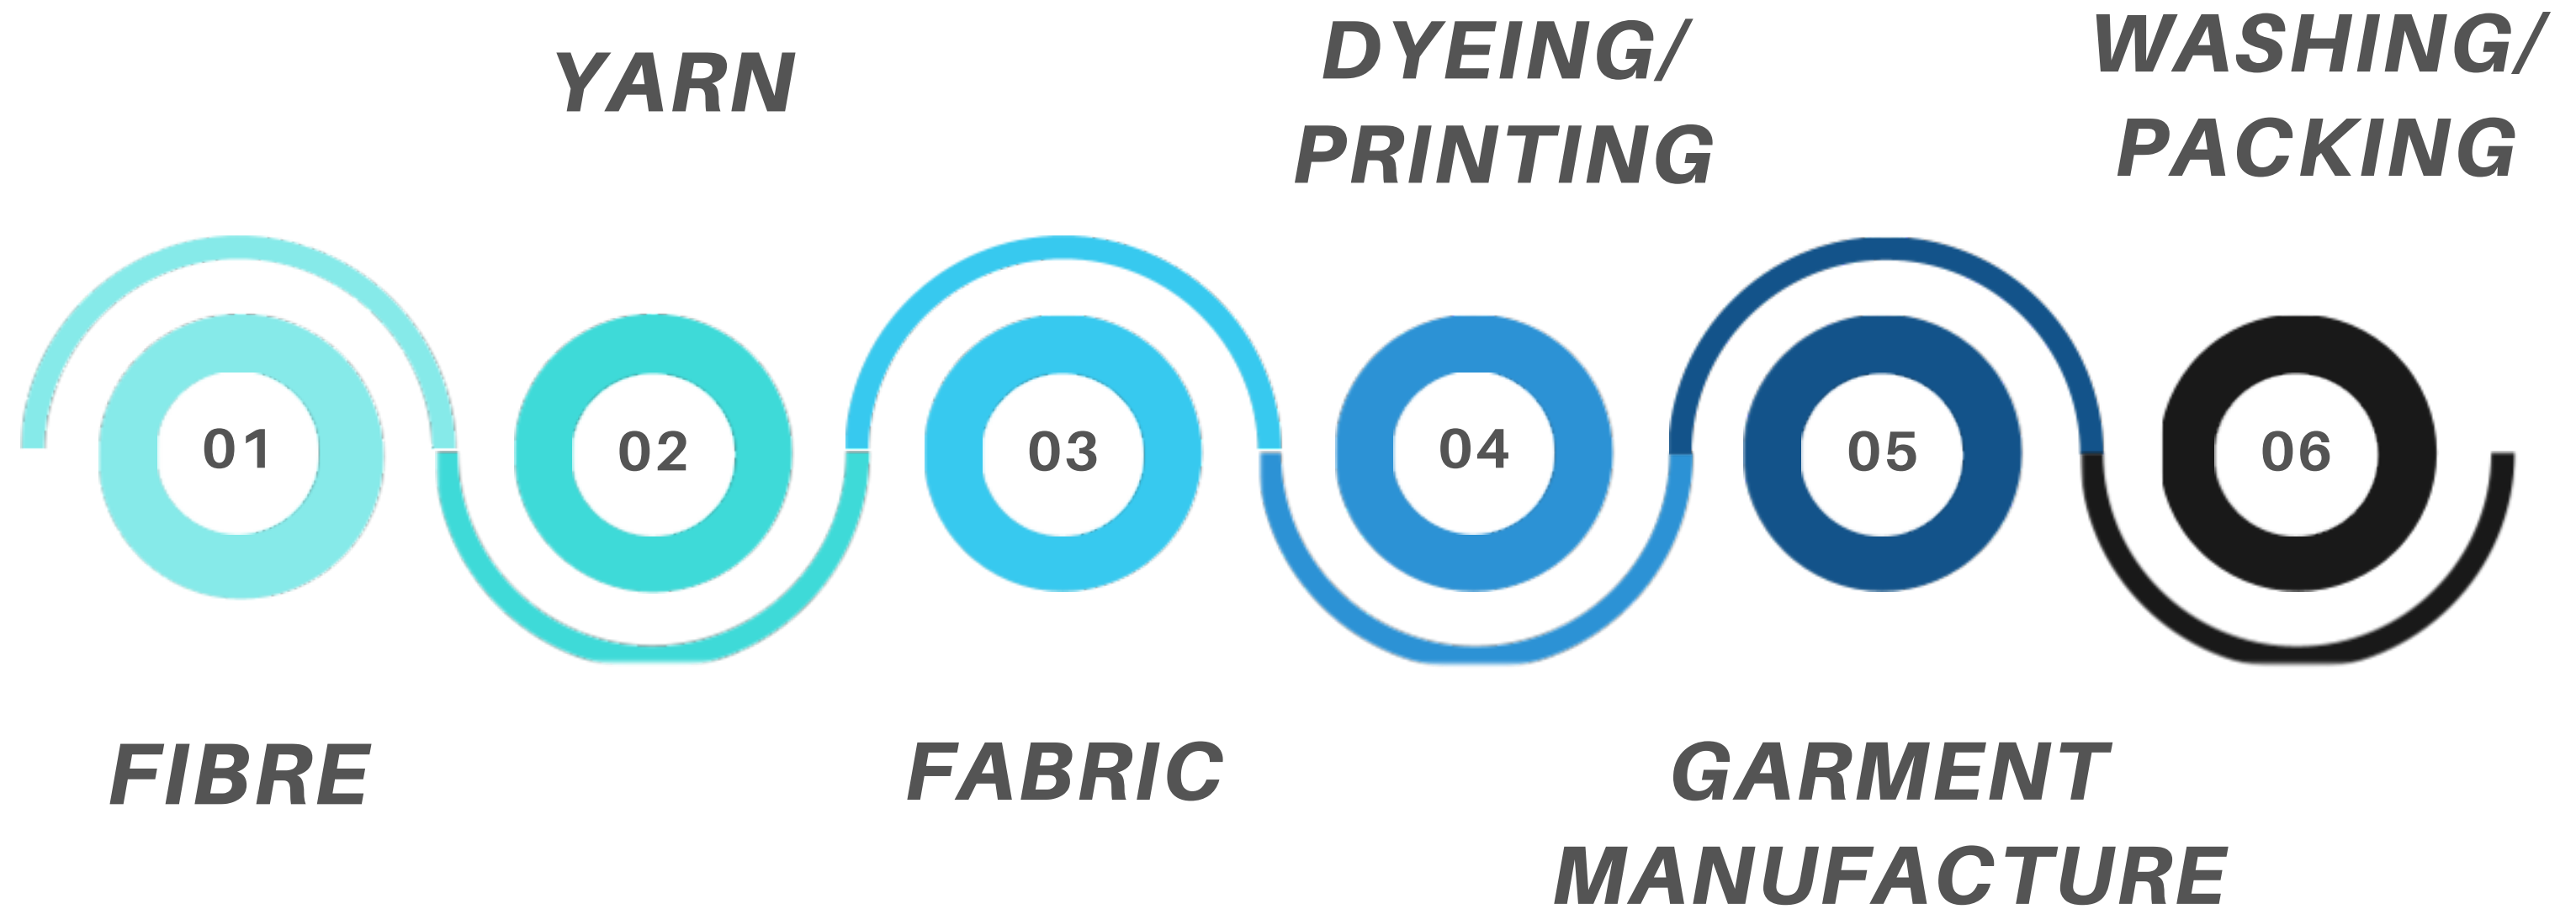 YARN
DYEING/
PRINTING
WASHING/
PACKING
01
02
03
04
05
06
FIBRE
FABRIC
GARMENT
MANUFACTURE